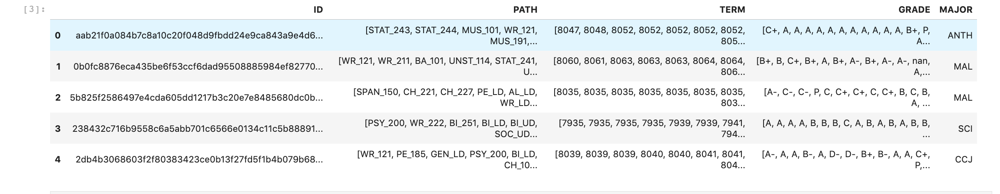 [3]: ID PATH TERM GRADE MAJOR
0 aab21f0a084b7c8a10c20f048d9fbdd24e9ca843a9e4d6... [STAT_243, STAT_244, MUS_101, WR_121, [8047, 8048, 8052, 8052, 8052, 8052, 8052, [C+, A, A, A, A, A, A, A, A, A, A, A, B+, P, ANTH
MUS_191,... 805... A...
1 0b0fc8876eca435be6f53ccf6dad95508885984ef82770... [WR_121, WR_211, BA_101, UNST_114, STAT_241, [8060, 8061, 8063, 8063, 8063, 8064, 8064, [B+, B, C+, B+, A, B+, A-, B+, A-, A-, nan, MAL
U... 806... A,...
2 5b825f2586497e4cda605dd1217b3c20e7e8485680dc0b... [SPAN_150, CH_221, CH_227, PE_LD, AL_LD, [8035, 8035, 8035, 8035, 8035, 8035, 8035, [A-, C-, C-, P, C, C+, C+, C, C+, B, C, B, MAL
WR_LD... 803... A, ...
3 238432c716b9558c6a5abb701c6566e0134c11c5b88891... [PSY_200, WR_222, BI_251, BI_LD, BI_UD, [7935, 7935, 7935, 7935, 7939, 7939, 7941, [A, A, A, A, B, B, B, C, A, B, A, B, A, B, B, SCI
SOC_UD... 794... ...
4 2db4b3068603f2f80383423ce0b13f27fd5f1b4b079b68... [WR_121, PE_185, GEN_LD, PSY_200, BI_LD, [8039, 8039, 8039, 8040, 8040, 8041, 8041, [A-, A, A, B-, A, D-, D-, B+, B-, A, A, C+, CCJ
CH_10... 804... P,...